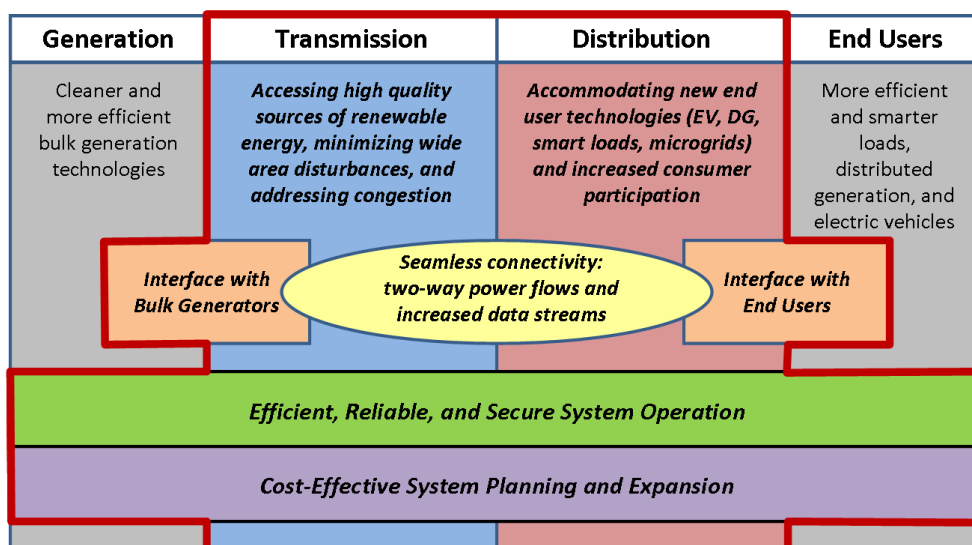 Generation
Transmission
Distribution
End Users
Cleaner and
more efficient
bulk generation
technologies
Accessing high quality
sources of renewable
energy, minimizing wide
area disturbances, and
addressing congestion
Accommodating new end
user technologies (EV, DG,
smart loads, microgrids)
and increased consumer
participation
More efficient
and smarter
loads,
distributed
generation, and
electric vehicles
Interface with
Bulk Generators
Seamless connectivity:
two-way power flows and
increased data streams
Interface with
End Users
Efficient, Reliable, and Secure System Operation
Cost-Effective System Planning and Expansion